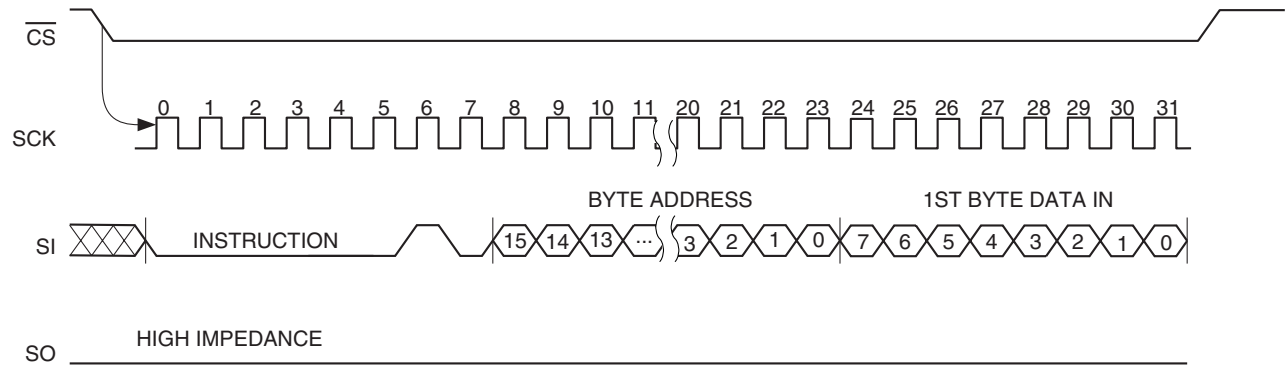 CS
0 1 2 3 4 5 6 7 8 9 10 11 20 21 22 23 24 25 26 27 28 29 30 31
SCK
BYTE ADDRESS 1ST BYTE DATA IN
SI INSTRUCTION 15 14 13 ... 3 2 1 0 7 6 5 4 3 2 1 0
HIGH IMPEDANCE
SO